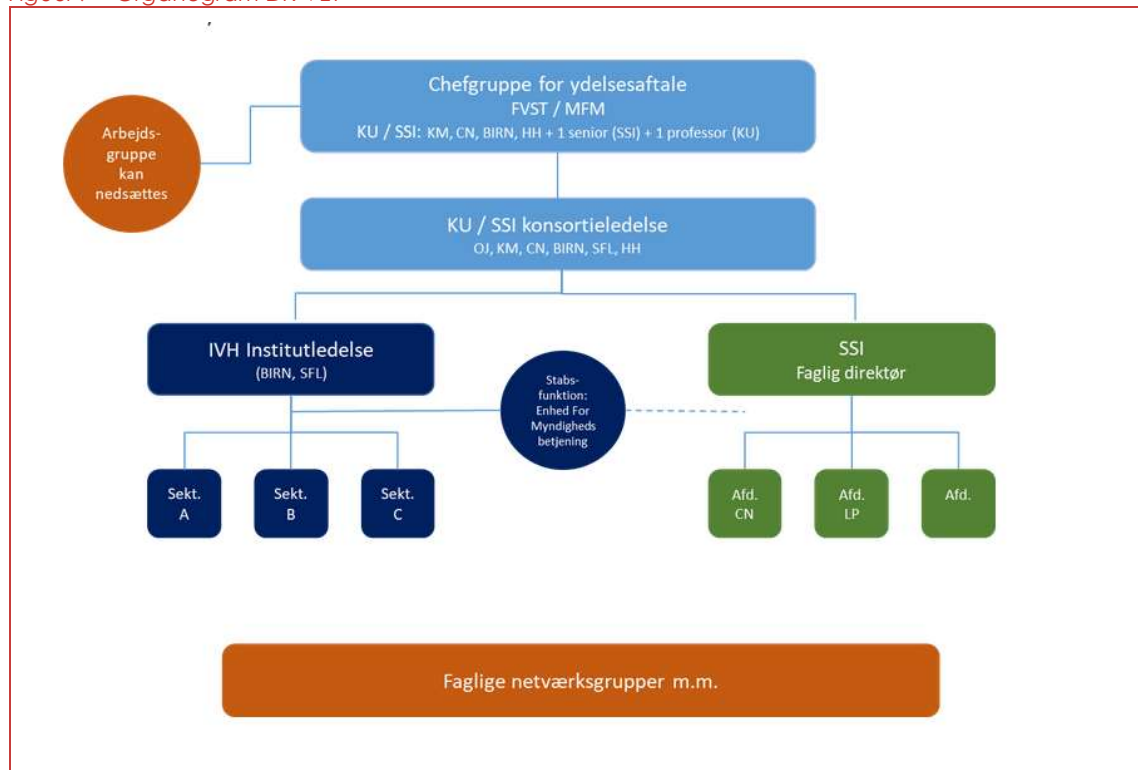 Chefgruppe for ydelsesaftale
FVST / MFM
KU / SSI: KM, CN, BIRN, HH + 1 senior (SSI) + 1 professor (KU)
Arbejds-
gruppe
kan
nedsættes
KU / SSI konsortieledelse
OJ, KM, CN, BIRN, SFL, HH
IVH Institutledelse
(BIRN, SFL)
Stabs-
funktion:
Enhed For
Myndigheds
betjening
SSI
Faglig direktør
Sekt.
A
Sekt.
B
Sekt.
C
Afd.
CN
Afd.
LP
Afd.
Faglige netværksgrupper m.m.